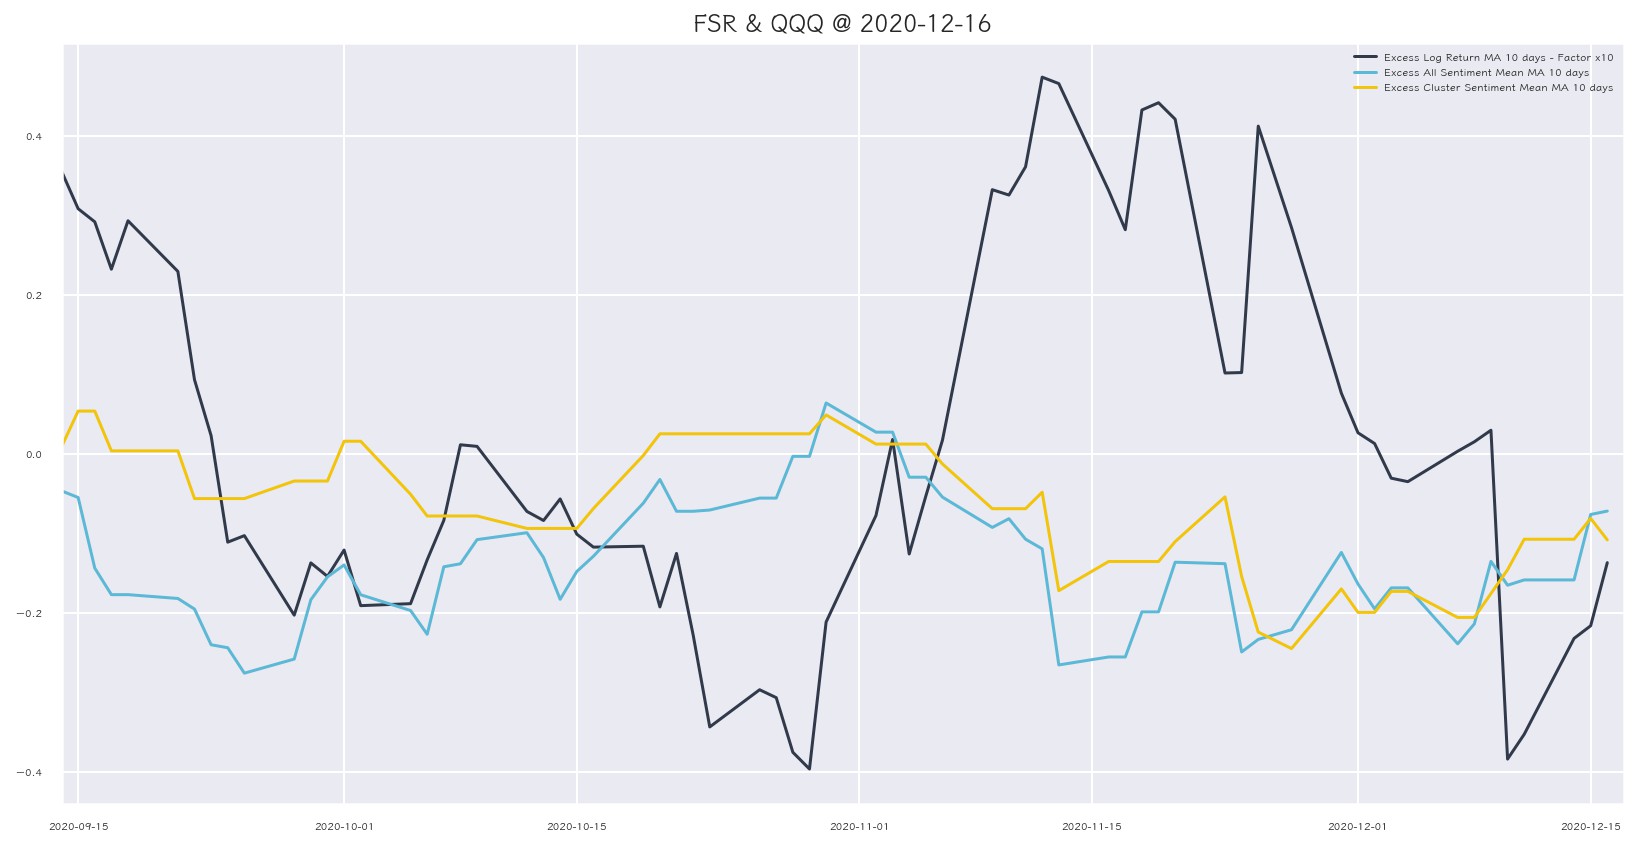 FSR & QQQ @ 2020-12-16
Excess Log Return MA 10 days - Factor x10
Excess All Sentiment Mean MA 10 days
Excess Cluster Sentiment Mean MA 10 days
0.4
0.2
0.0
−0.2
−0.4
2020-09-15 2020-10-01 2020-10-15 2020-11-01 2020-11-15 2020-12-01 2020-12-15